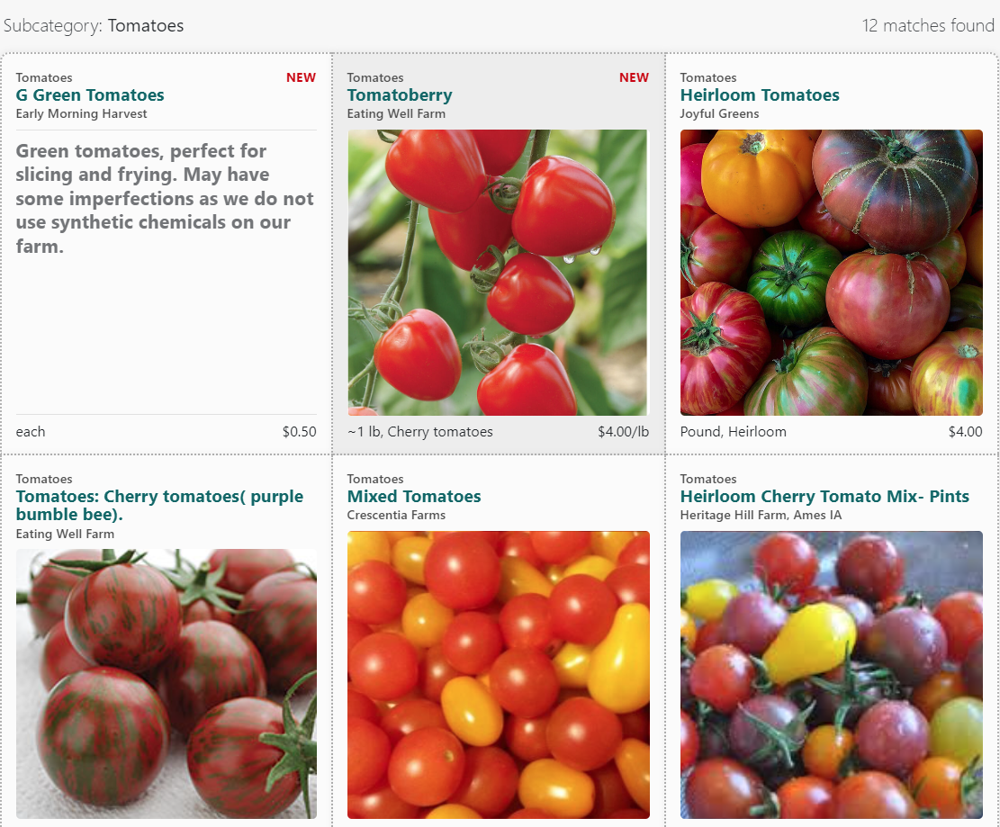 Subcategory: Tomatoes
12 matches found
Tomatoes
NEW
G Green Tomatoes
Early Morning Harvest
Green tomatoes, perfect for
slicing and frying. May have
some imperfections as we do not
use synthetic chemicals on our
farm.
each
$0.50
Tomatoes
NEW
Tomatoberry
Eating Well Farm
~1 lb, Cherry tomatoes
$4.00/lb
Tomatoes
Heirloom Tomatoes
Joyful Greens
Pound, Heirloom
$4.00
Tomatoes
Tomatoes: Cherry tomatoes( purple
bumble bee).
Eating Well Farm
Tomatoes
Mixed Tomatoes
Crescentia Farms
Tomatoes
Heirloom Cherry Tomato Mix- Pints
Heritage Hill Farm, Ames IA